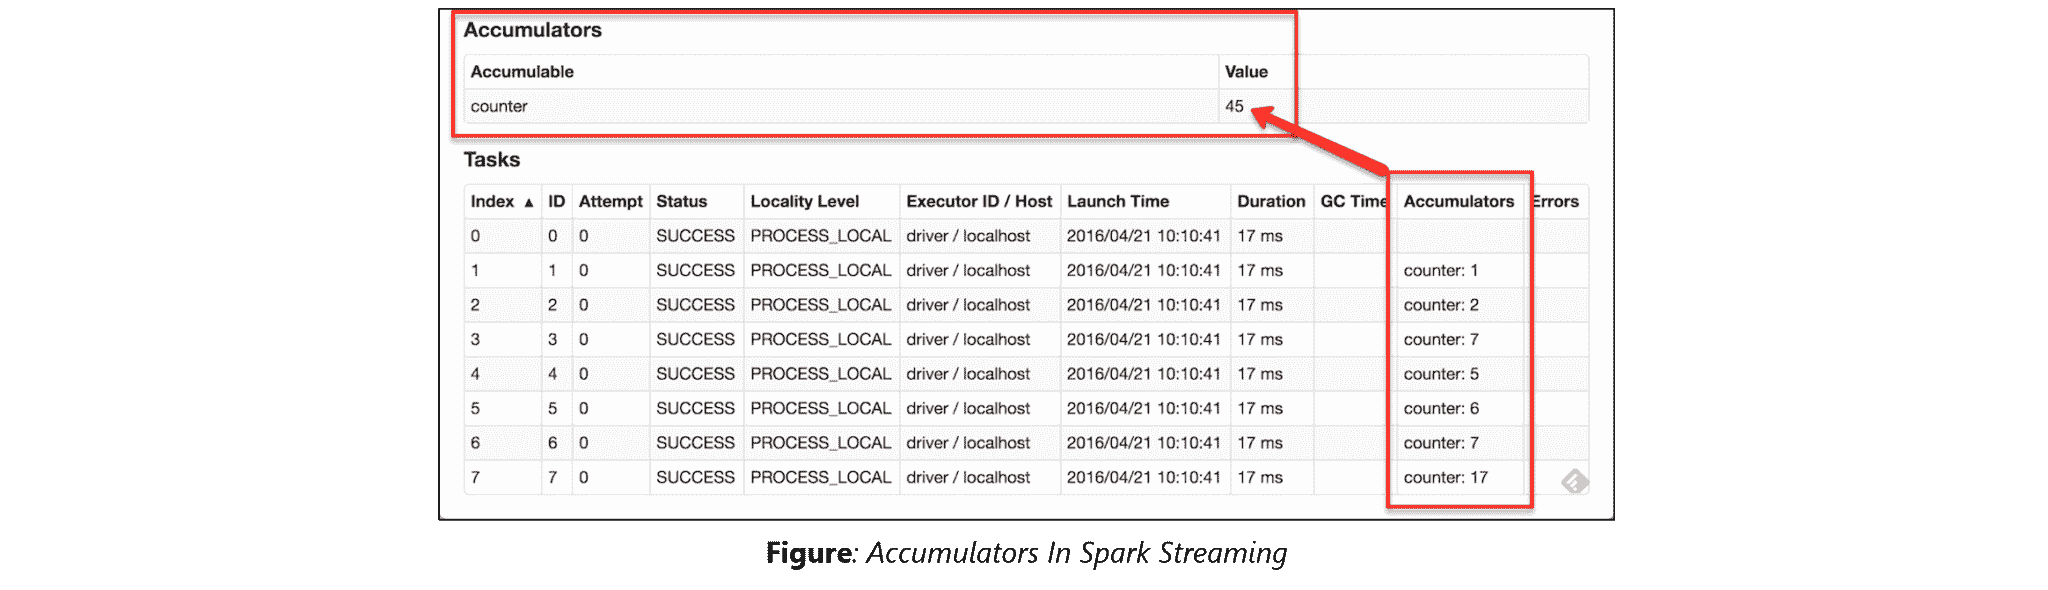 Accumulators
Accumulable Value
counter 45
Tasks
Index ▲ ID Attempt Status Locality Level Executor ID / Host Launch Time Duration GC Time Accumulators Errors
0 0 0 SUCCESS PROCESS_LOCAL driver / localhost 2016/04/21 10:10:41 17 ms
1 1 0 SUCCESS PROCESS_LOCAL driver / localhost 2016/04/21 10:10:41 17 ms counter: 1
2 2 0 SUCCESS PROCESS_LOCAL driver / localhost 2016/04/21 10:10:41 17 ms counter: 2
3 3 0 SUCCESS PROCESS_LOCAL driver / localhost 2016/04/21 10:10:41 17 ms counter: 7
4 4 0 SUCCESS PROCESS_LOCAL driver / localhost 2016/04/21 10:10:41 17 ms counter: 5
5 5 0 SUCCESS PROCESS_LOCAL driver / localhost 2016/04/21 10:10:41 17 ms counter: 6
6 6 0 SUCCESS PROCESS_LOCAL driver / localhost 2016/04/21 10:10:41 17 ms counter: 7
7 7 0 SUCCESS PROCESS_LOCAL driver / localhost 2016/04/21 10:10:41 17 ms counter: 17
Figure: Accumulators In Spark Streaming